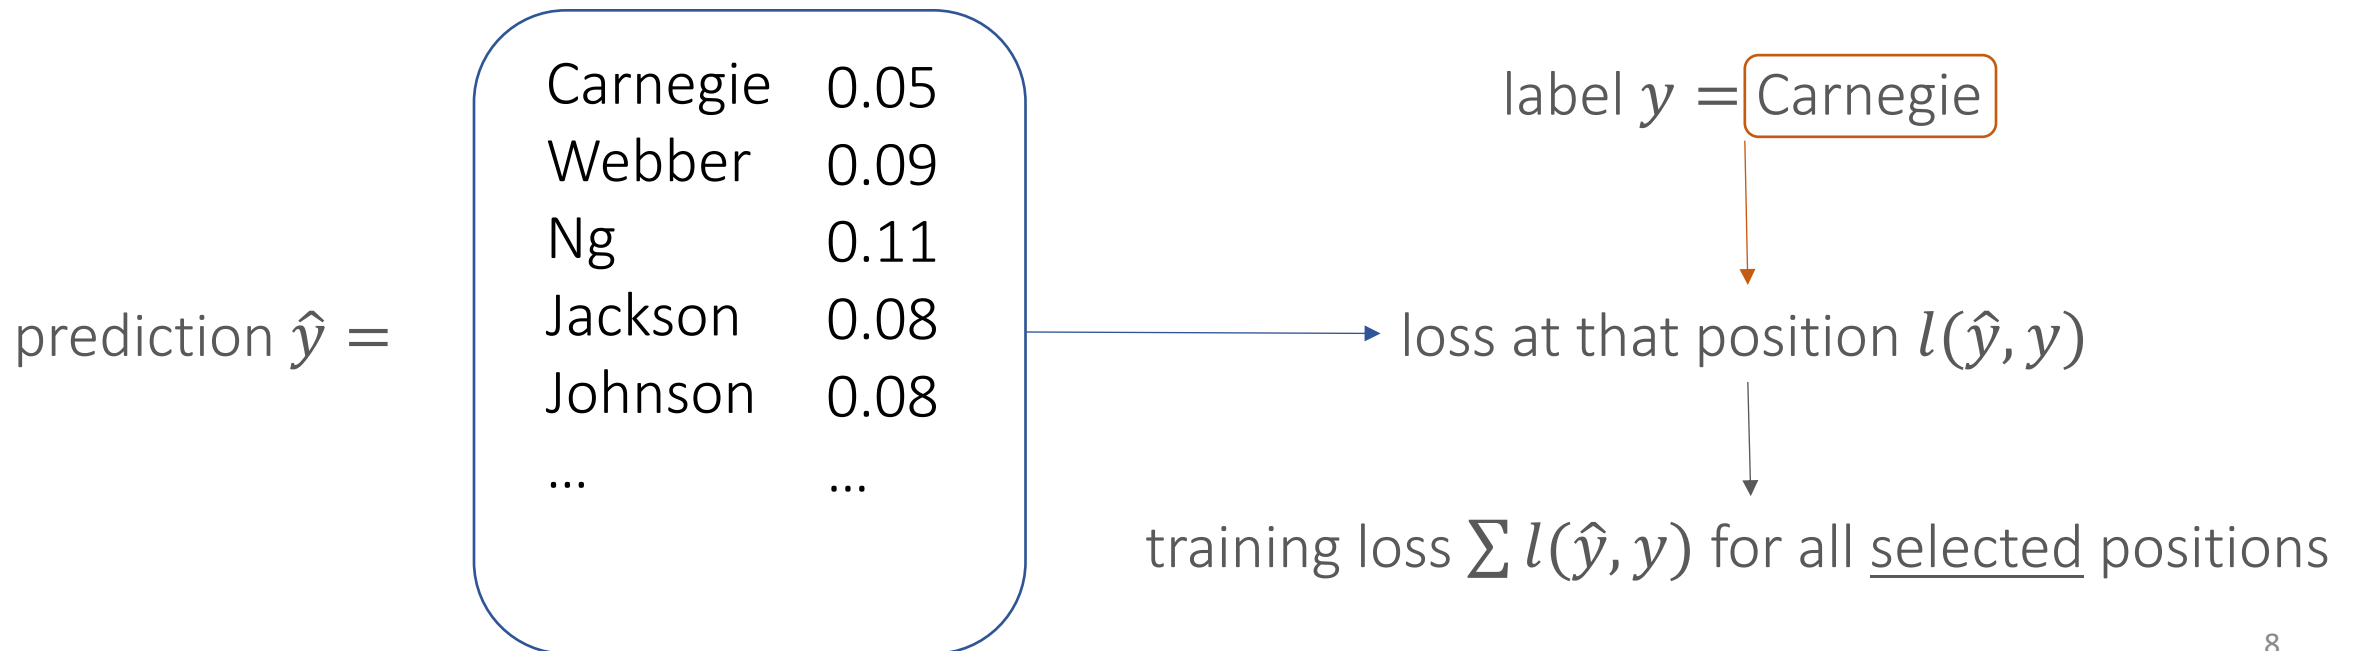 Carnegie 0.05
Webber 0.09
Ng 0.11
Jackson 0.08
Johnson 0.08
... ...
prediction ŷ =
label y = Carnegie
loss at that position l(ŷ, y)
training loss ∑ l(ŷ, y) for all selected positions
8